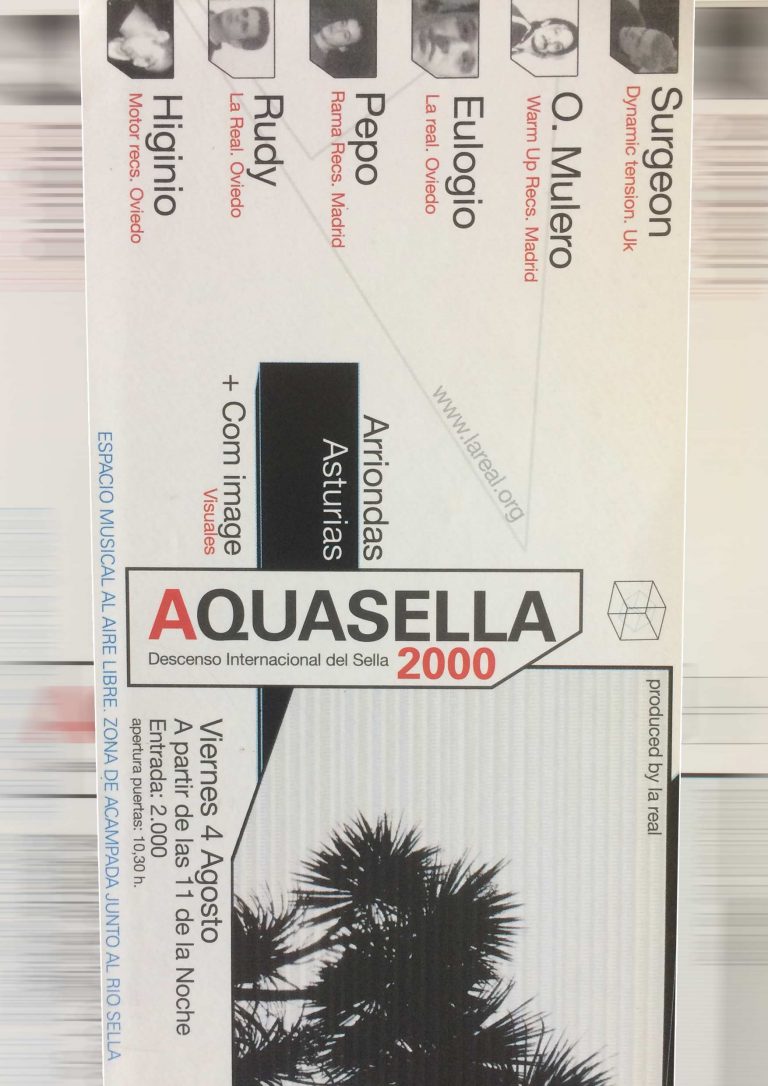 Surgeon
Dynamic tension. Uk
O. Mulero
Warm Up Recs. Madrid
Eulogio
La real. Oviedo
Pepo
Rama Recs. Madrid
Rudy
La Real. Oviedo
Higinio
Motor recs. Oviedo
www.lareal.org
Arriondas
Asturias
+ Com image
Visuales
AQUASELLA
Descenso Internacional del Sella 2000
produced by la real
Viernes 4 Agosto
A partir de las 11 de la Noche
Entrada: 2.000
apertura puertas: 10,30 h.
ESPACIO MUSICAL AL AIRE LIBRE. ZONA DE ACAMPADA JUNTO AL RIO SELLA